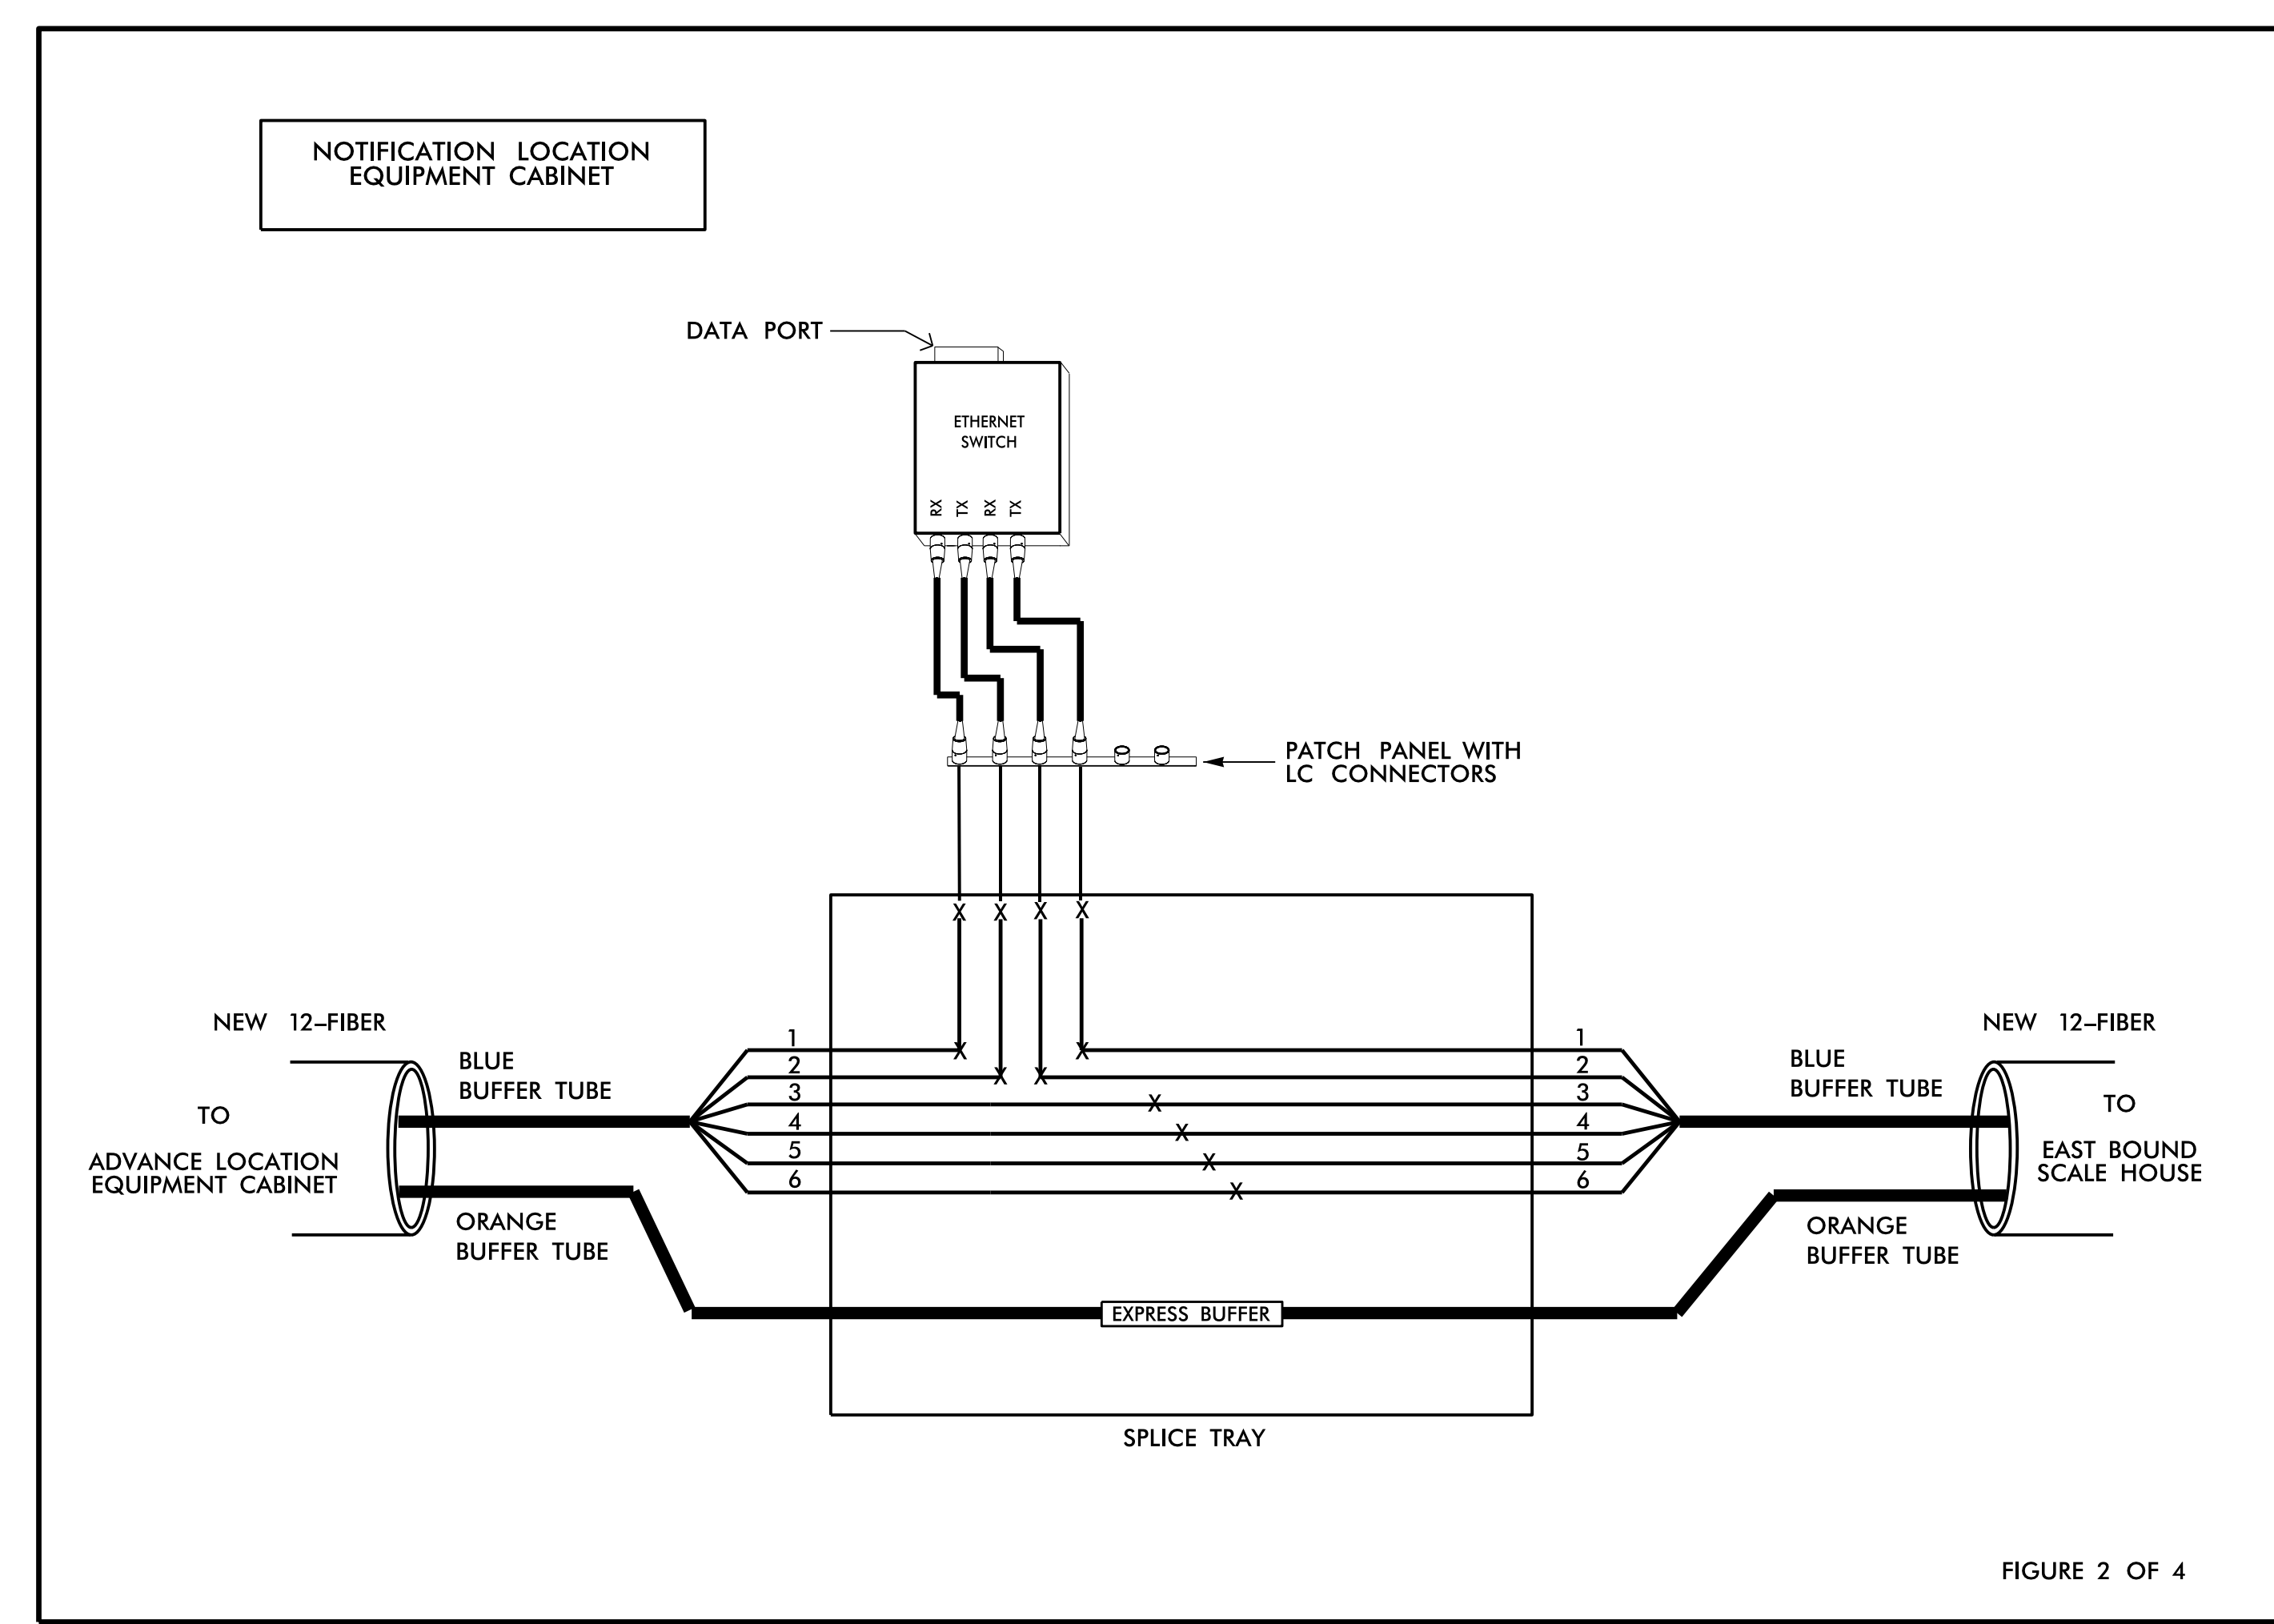 NOTIFICATION LOCATION
EQUIPMENT CABINET
DATA PORT
ETHERNET
SWITCH
RX TX RX TX
PATCH PANEL WITH
LC CONNECTORS
X X X X
NEW 12-FIBER
TO
ADVANCE LOCATION
EQUIPMENT CABINET
BLUE
BUFFER TUBE
ORANGE
BUFFER TUBE
1
2
3
4
5
6
X X
X X
X
X
X
X
1
2
3
4
5
6
BLUE
BUFFER TUBE
ORANGE
BUFFER TUBE
NEW 12-FIBER
TO
EAST BOUND
SCALE HOUSE
EXPRESS BUFFER
SPLICE TRAY
FIGURE 2 OF 4